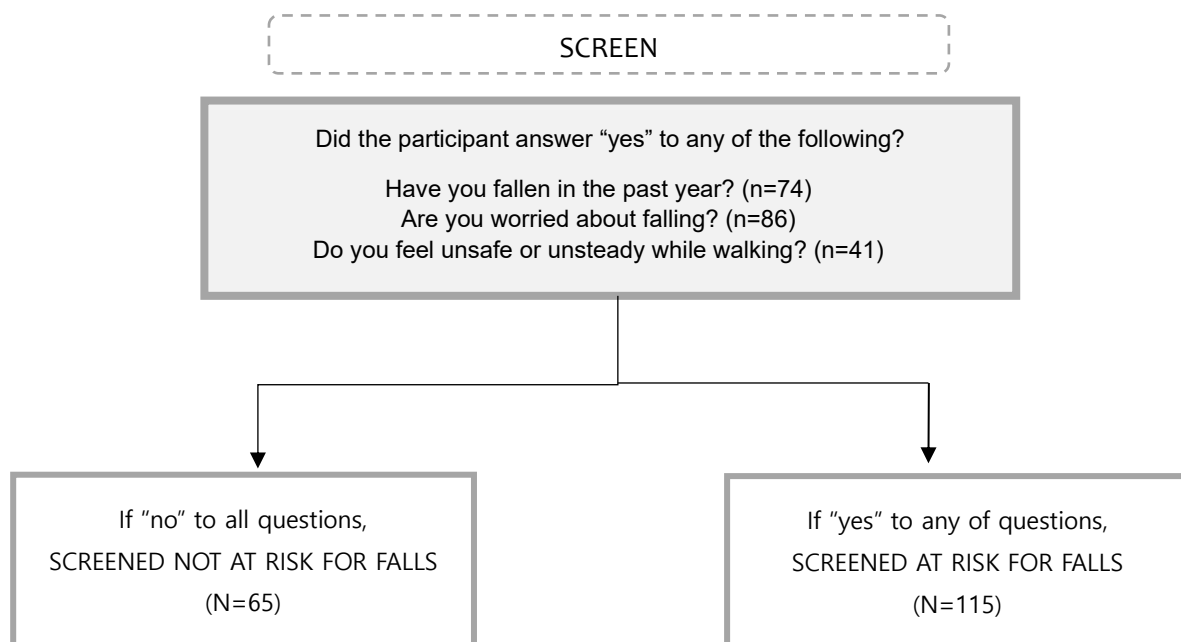 SCREEN
Did the participant answer “yes” to any of the following?
Have you fallen in the past year? (n=74)
Are you worried about falling? (n=86)
Do you feel unsafe or unsteady while walking? (n=41)
If “no” to all questions,
SCREENED NOT AT RISK FOR FALLS
(N=65)
If “yes” to any of questions,
SCREENED AT RISK FOR FALLS
(N=115)